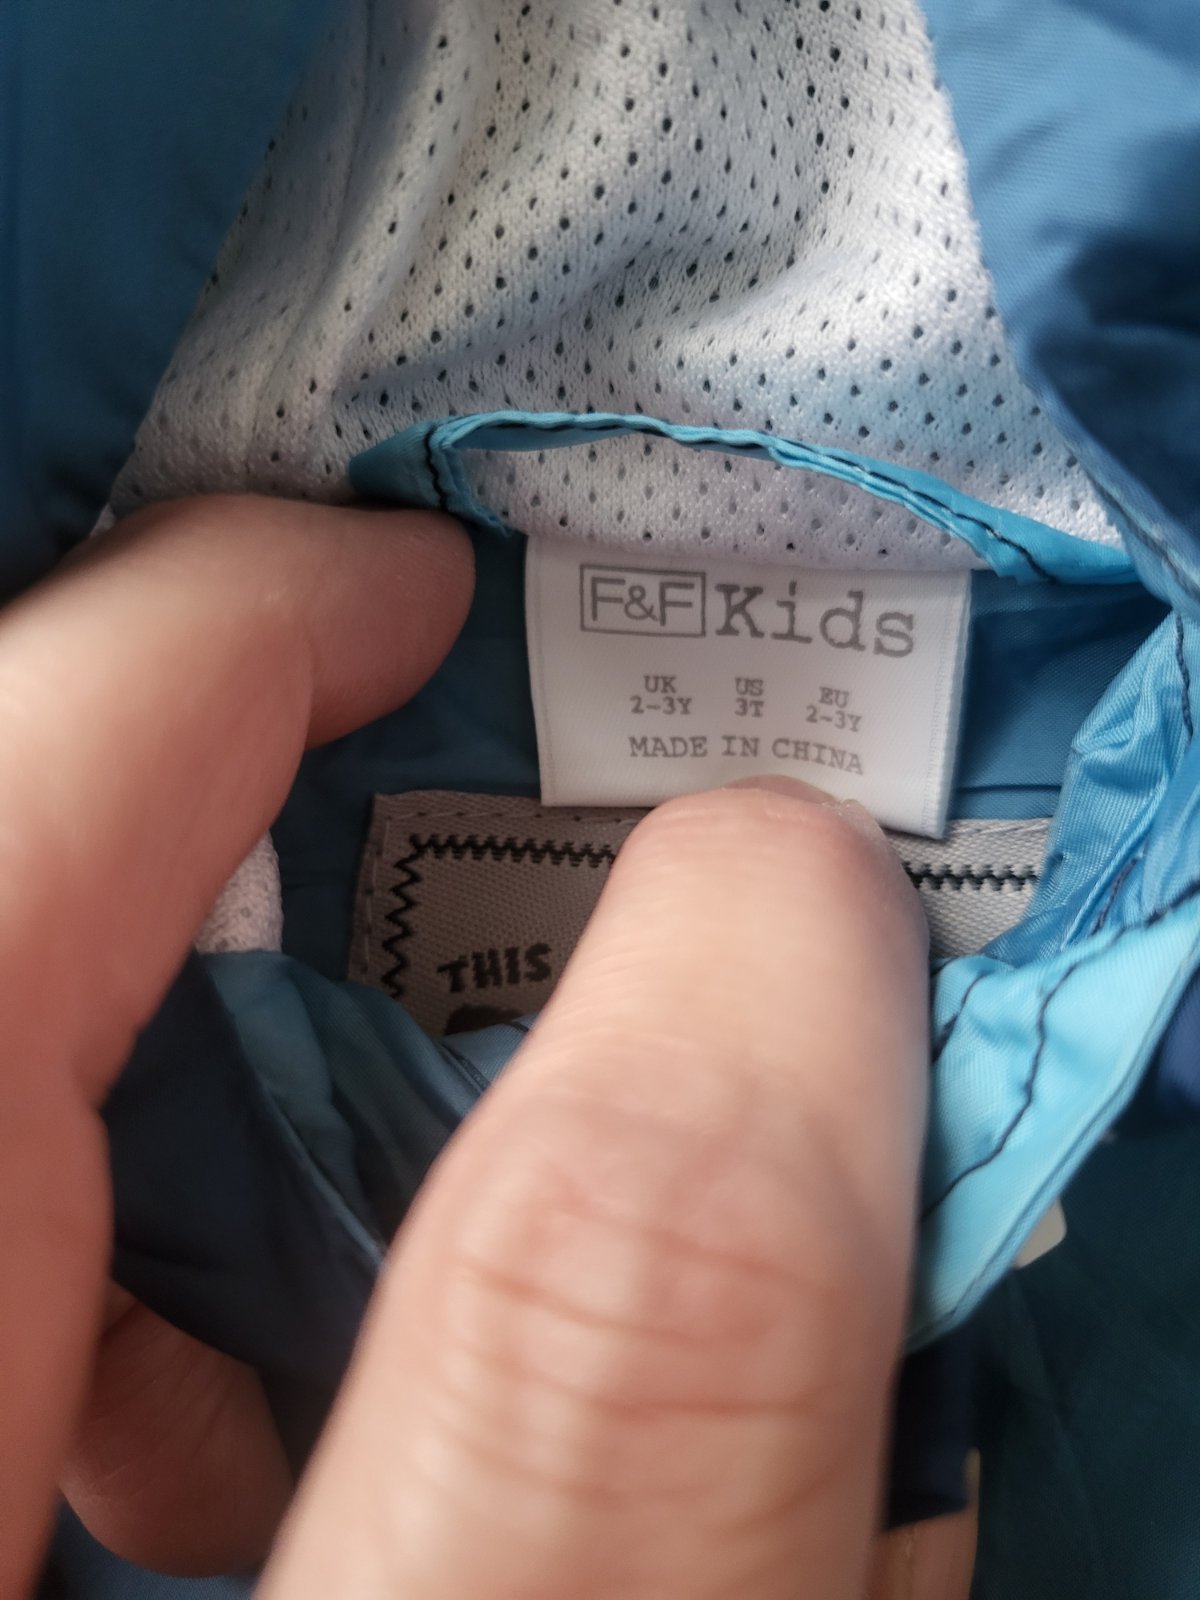 F&F Kids
UK US EU
2-3Y 3T 2-3Y
MADE IN CHINA
THIS